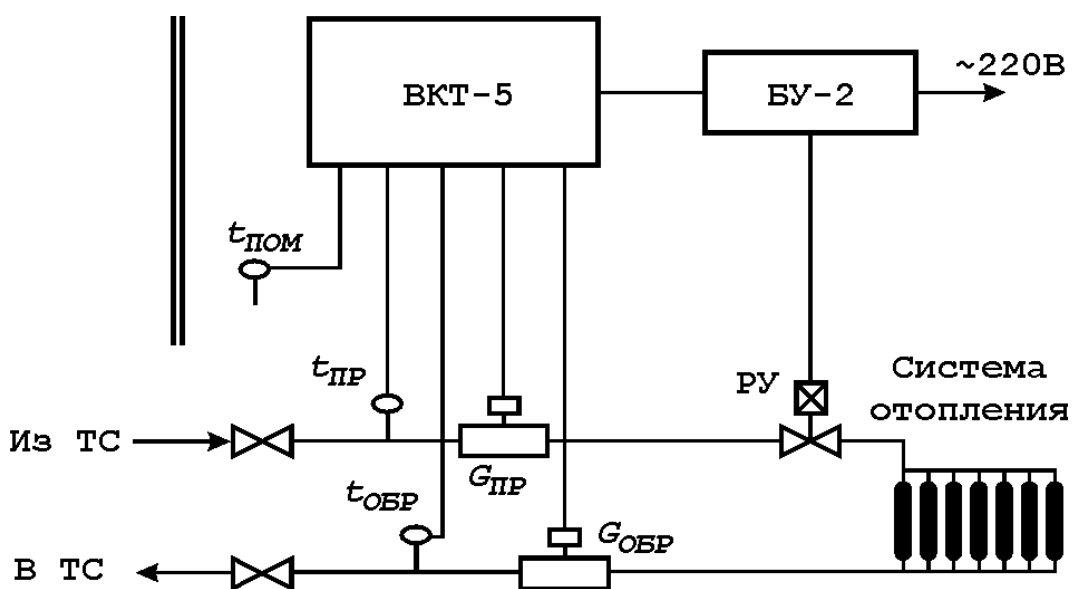 ВКТ-5
БУ-2
~220В
tПОМ
tПР
РУ
Система
отопления
Из ТС
GПР
tОБР
GОБР
В ТС